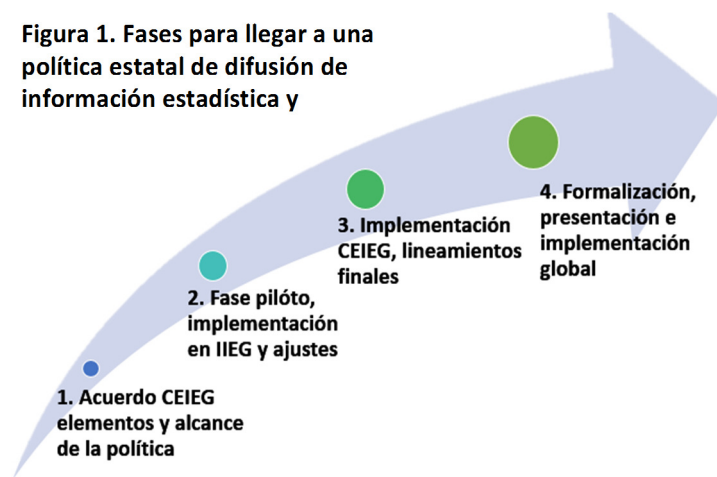 Figura 1. Fases para llegar a una
política estatal de difusión de
información estadística y
4. Formalización,
presentación e
implementación
global
3. Implementación
CEIEG, lineamientos
finales
2. Fase pilóto,
implementación
en IIEG y ajustes
1. Acuerdo CEIEG
elementos y alcance
de la política